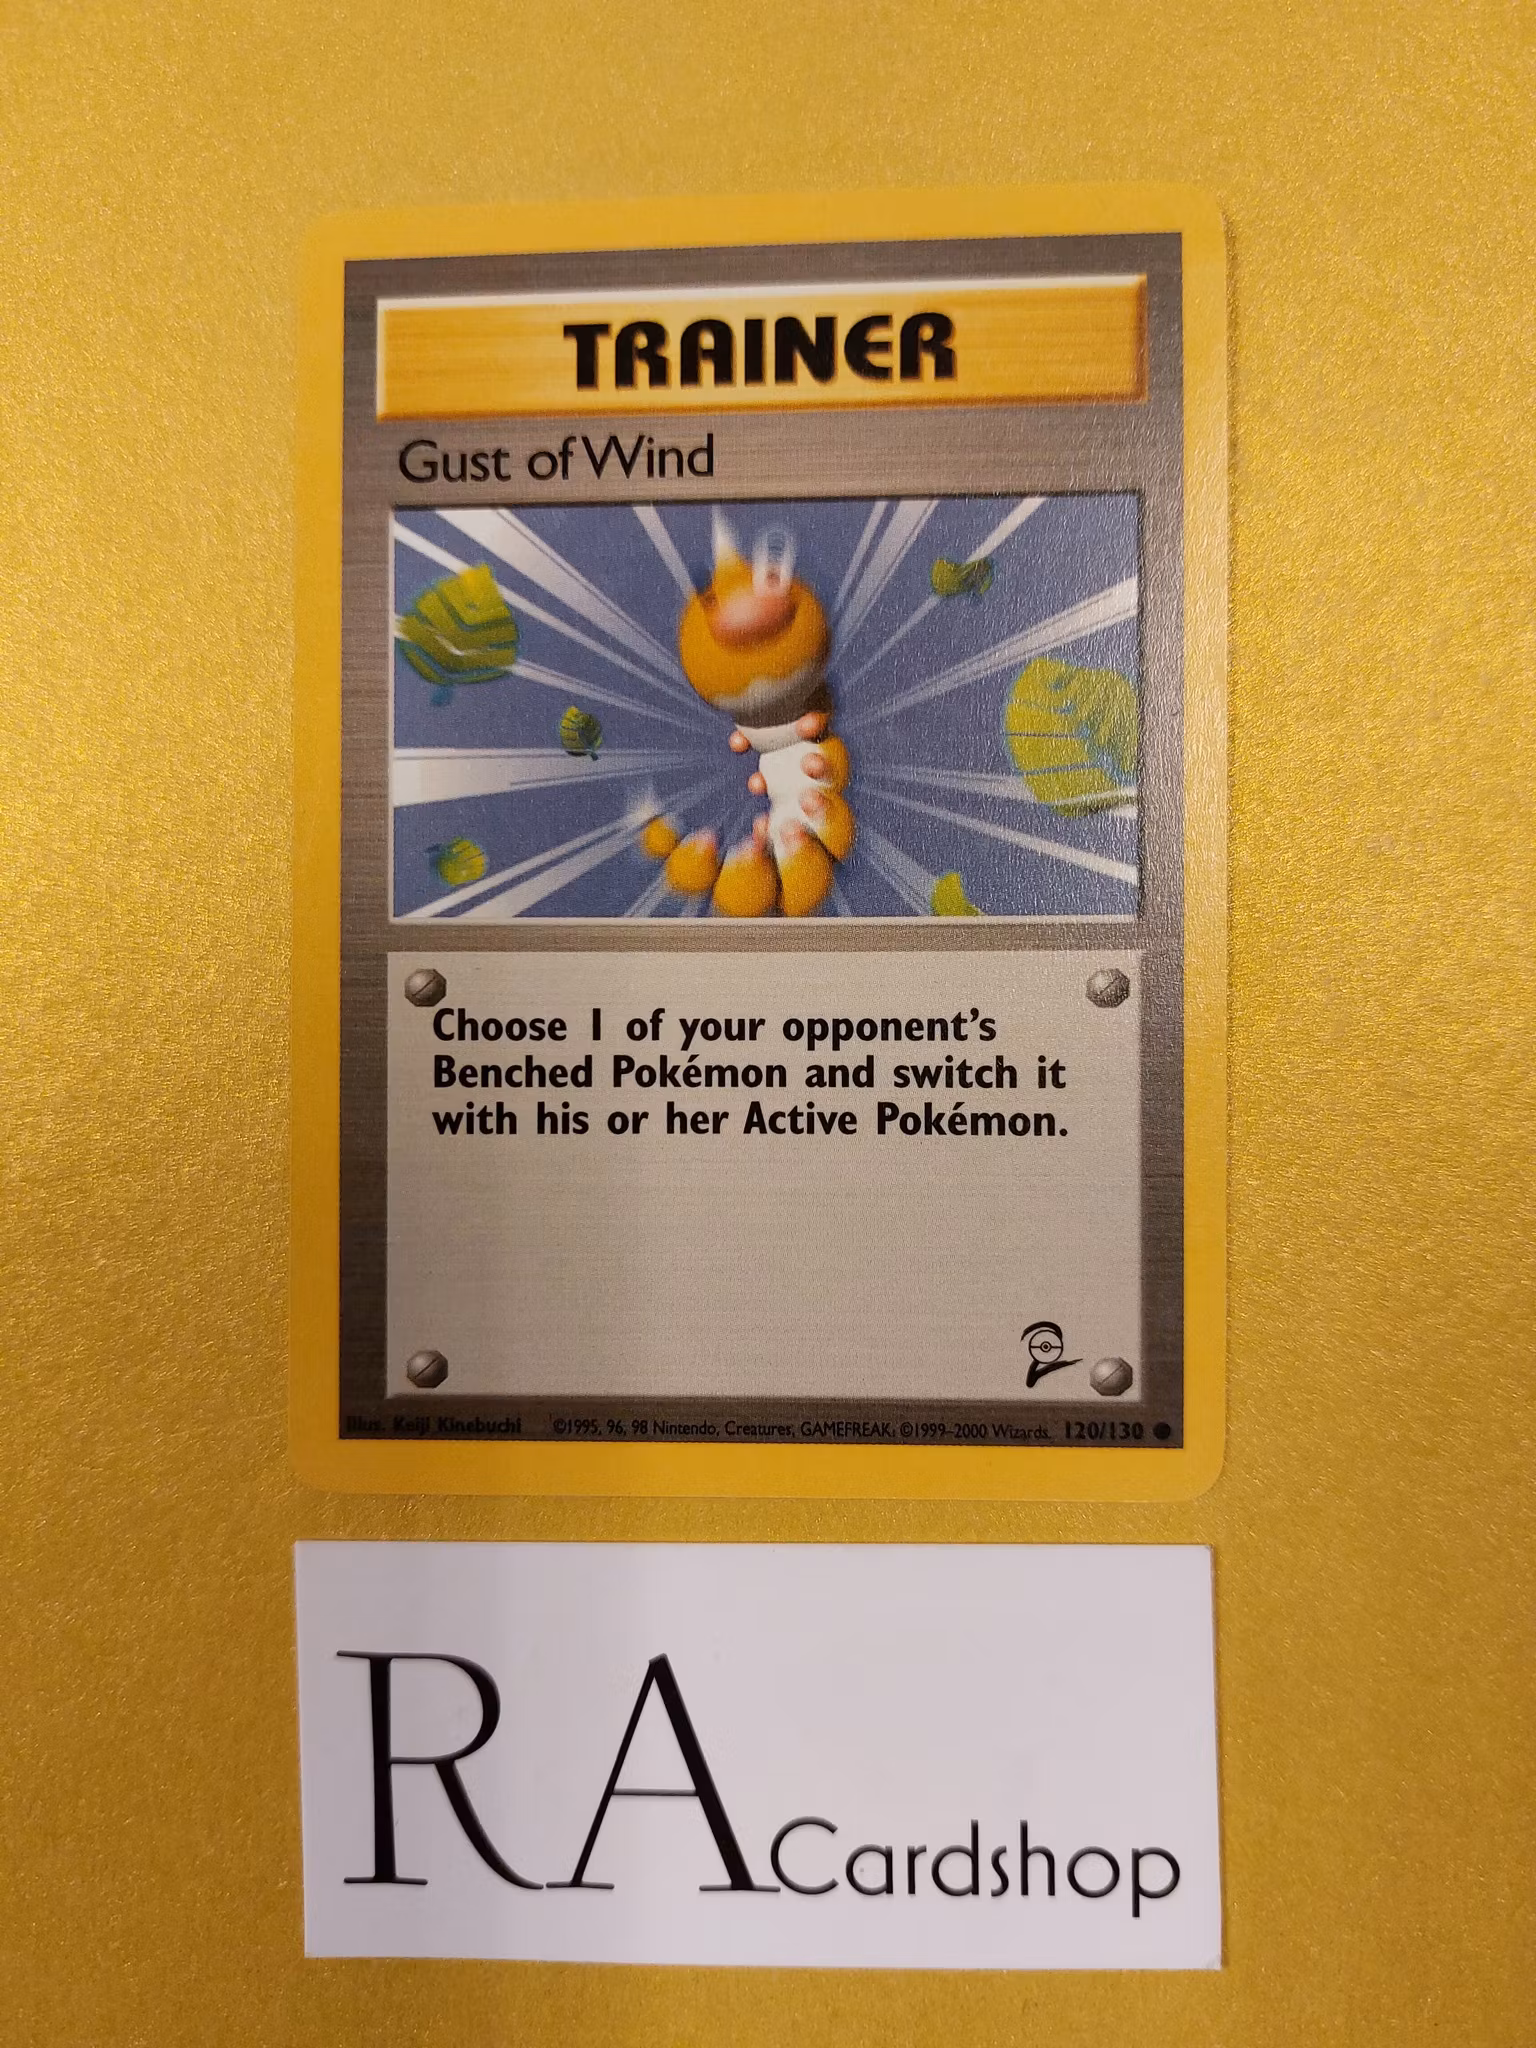 TRAINER
Gust of Wind
Choose 1 of your opponent's
Benched Pokémon and switch it
with his or her Active Pokémon.
Illus. Keiji Kinebuchi ©1995, 96, 98 Nintendo, Creatures, GAMEFREAK. ©1999–2000 Wizards. 120/130
RA Cardshop